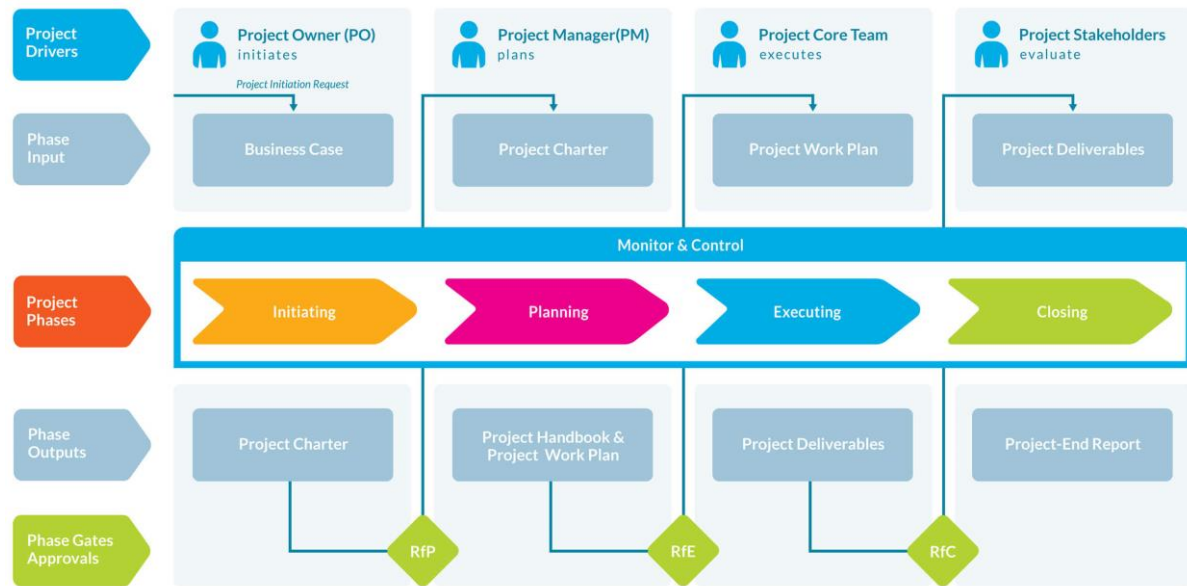 Project
Drivers
Project Owner (PO)
initiates
Project Initiation Request
Project Manager(PM)
plans
Project Core Team
executes
Project Stakeholders
evaluate
Phase
Input
Business Case
Project Charter
Project Work Plan
Project Deliverables
Monitor & Control
Project
Phases
Initiating
Planning
Executing
Closing
Phase
Outputs
Project Charter
Project Handbook &
Project Work Plan
Project Deliverables
Project-End Report
Phase Gates
Approvals
RfP
RfE
RfC